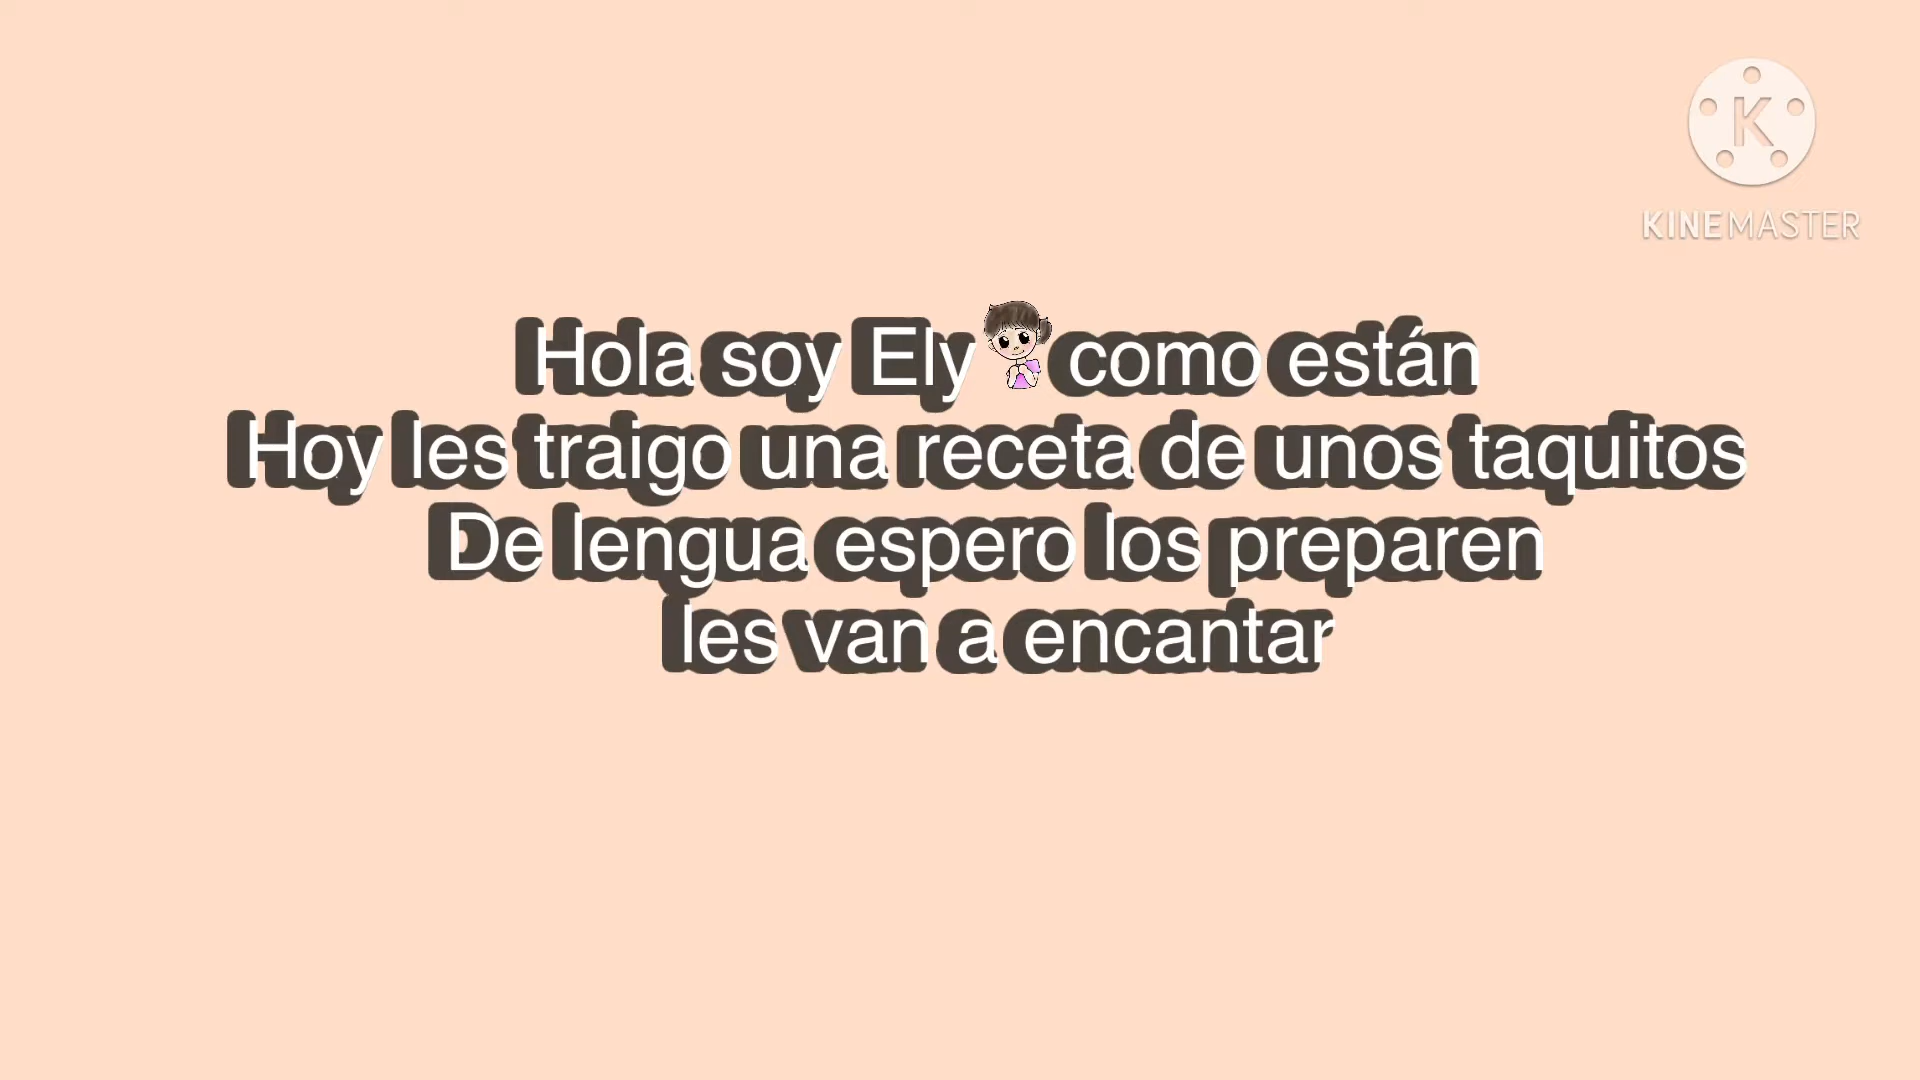 K
KINEMASTER
Hola soy Ely como están
Hoy les traigo una receta de unos taquitos
De lengua espero los preparen
les van a encantar